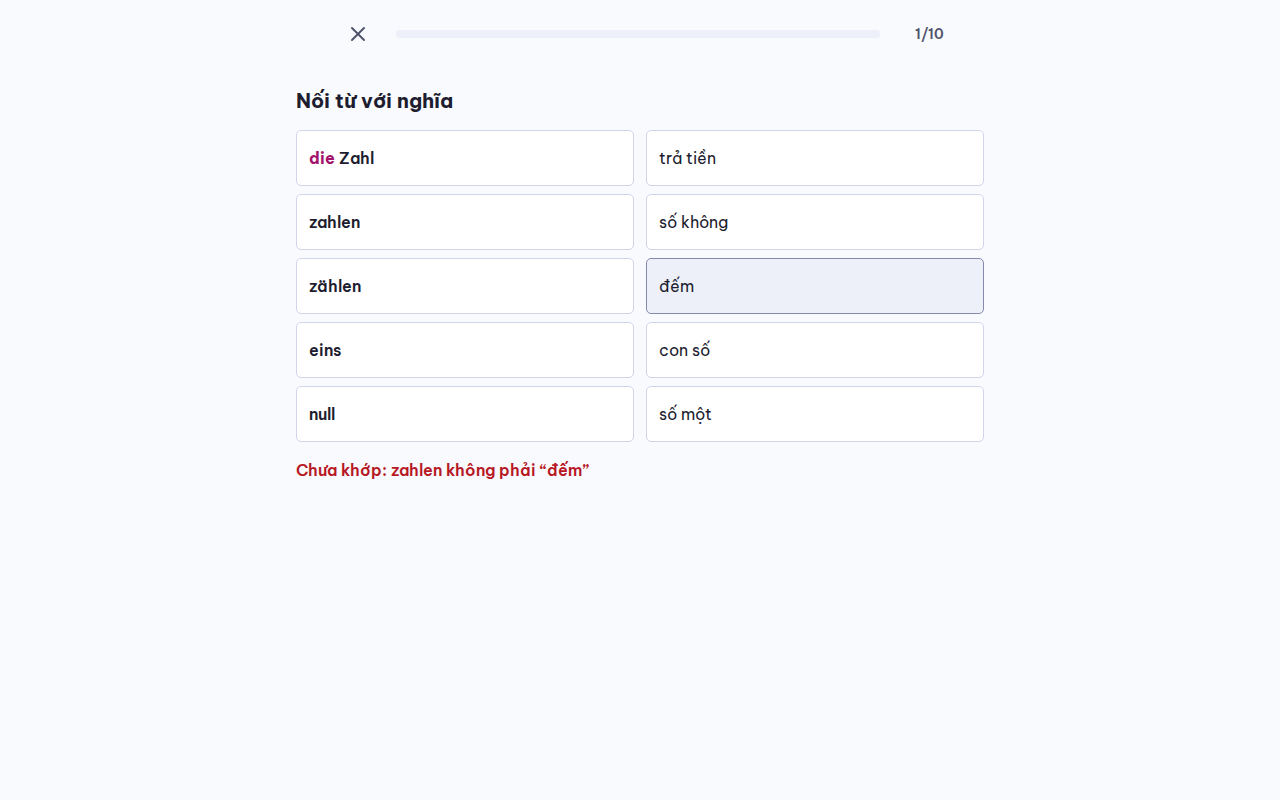 1/10
Nối từ với nghĩa
die Zahl
trả tiền
zahlen
số không
zählen
đếm
eins
con số
null
số một
Chưa khớp: zahlen không phải “đếm”